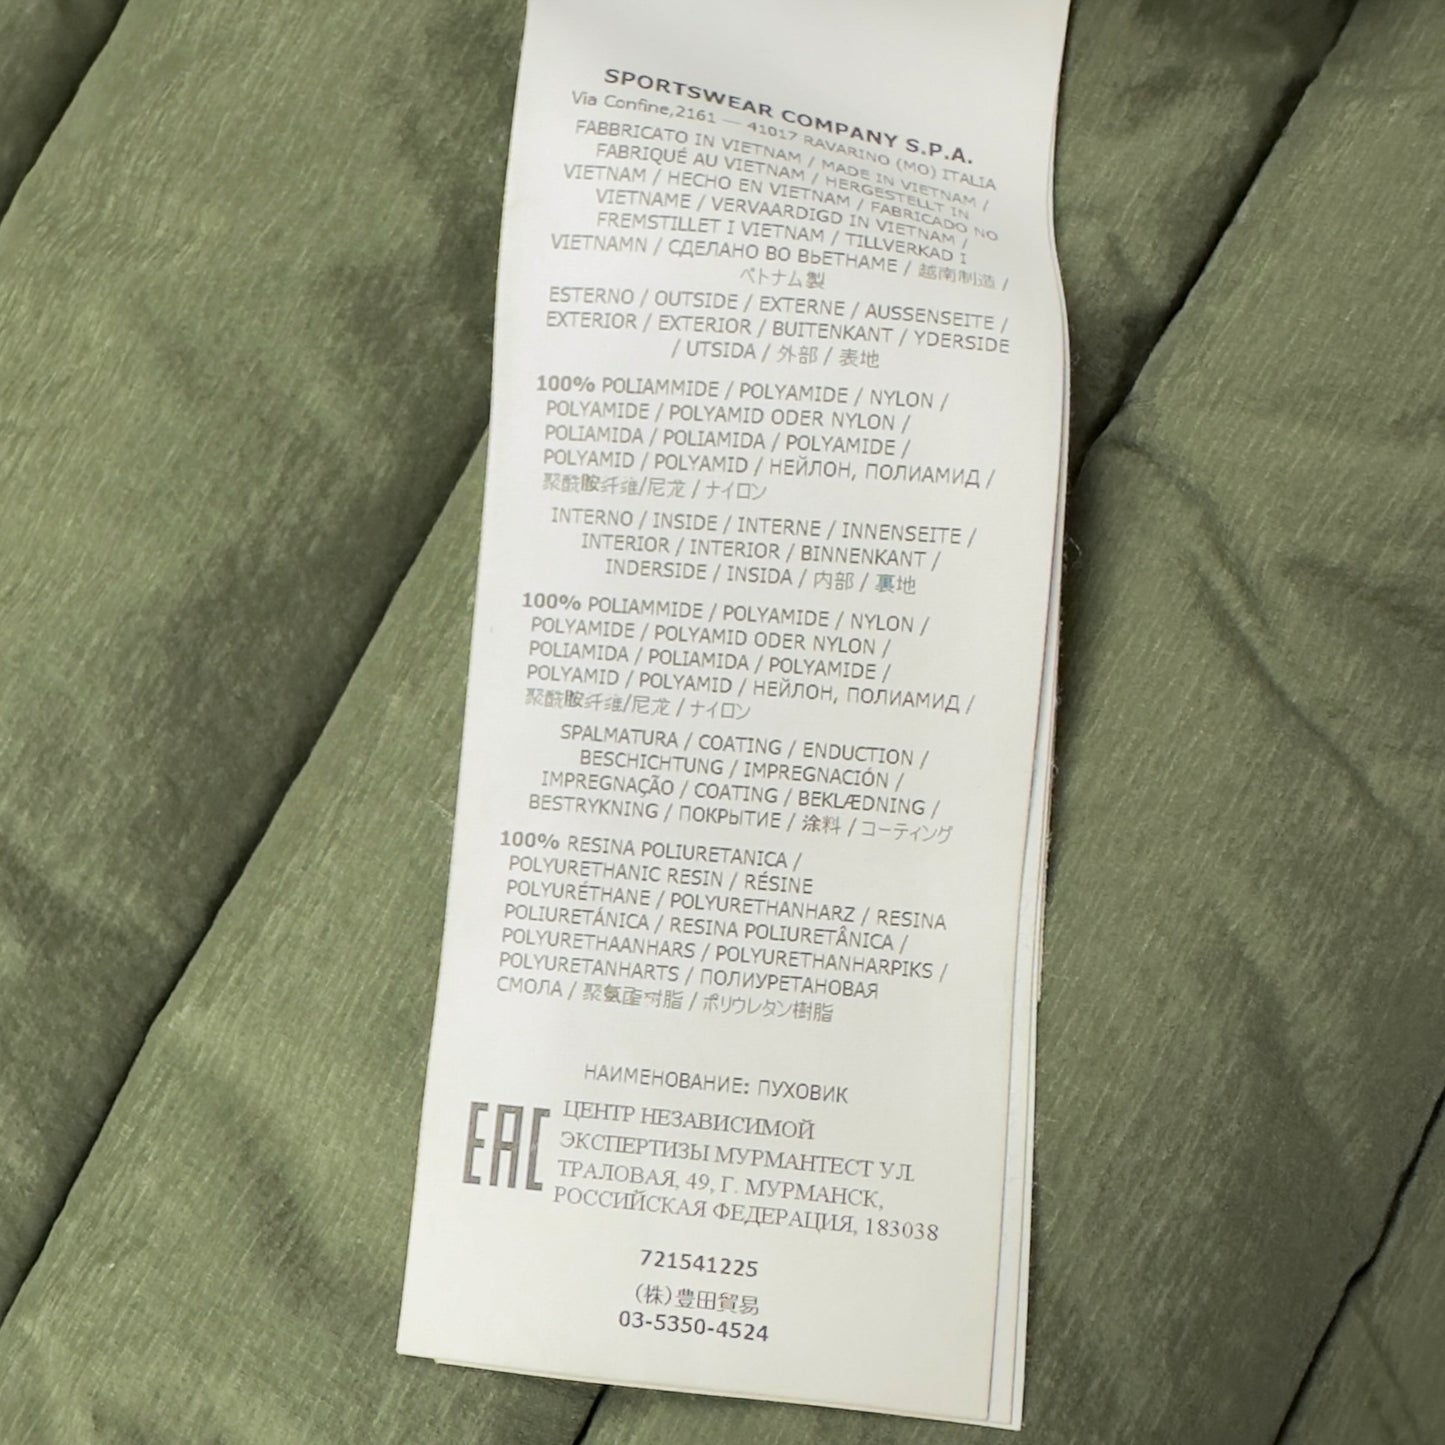 SPORTSWEAR COMPANY S.P.A.
Via Confine,2161 — 41017 RAVARINO (MO) ITALIA
FABBRICATO IN VIETNAM / MADE IN VIETNAM /
FABRIQUÉ AU VIETNAM / HERGESTELLT IN
VIETNAM / HECHO EN VIETNAM / FABRICADO NO
VIETNAME / VERVAARDIGD IN VIETNAM /
FREMSTILLET I VIETNAM / TILLVERKAD I
VIETNAMN / СДЕЛАНО ВО ВЬЕТНАМЕ / 越南制造 /
ベトナム製
ESTERNO / OUTSIDE / EXTERNE / AUSSENSEITE /
EXTERIOR / EXTERIOR / BUITENKANT / YDERSIDE
/ UTSIDA / 外部 / 表地
100% POLIAMMIDE / POLYAMIDE / NYLON /
POLYAMIDE / POLYAMID ODER NYLON /
POLIAMIDA / POLIAMIDA / POLYAMIDE /
POLYAMID / POLYAMID / НЕЙЛОН, ПОЛИАМИД /
聚酰胺纤维/尼龙 / ナイロン
INTERNO / INSIDE / INTERNE / INNENSEITE /
INTERIOR / INTERIOR / BINNENKANT /
INDERSIDE / INSIDA / 内部 / 裏地
100% POLIAMMIDE / POLYAMIDE / NYLON /
POLYAMIDE / POLYAMID ODER NYLON /
POLIAMIDA / POLIAMIDA / POLYAMIDE /
POLYAMID / POLYAMID / НЕЙЛОН, ПОЛИАМИД /
聚酰胺纤维/尼龙 / ナイロン
SPALMATURA / COATING / ENDUCTION /
BESCHICHTUNG / IMPREGNACIÓN /
IMPREGNAÇÃO / COATING / BEKLÆDNING /
BESTRYKNING / ПОКРЫТИЕ / 涂料 / コーティング
100% RESINA POLIURETANICA /
POLYURETHANIC RESIN / RÉSINE
POLYURÉTHANE / POLYURETHANHARZ / RESINA
POLIURETÁNICA / RESINA POLIURETÂNICA /
POLYURETHAANHARS / POLYURETHANHARPIKS /
POLYURETANHARTS / ПОЛИУРЕТАНОВАЯ
СМОЛА / 聚氨酯树脂 / ポリウレタン樹脂
НАИМЕНОВАНИЕ: ПУХОВИК
EAC
ЦЕНТР НЕЗАВИСИМОЙ
ЭКСПЕРТИЗЫ МУРМАНТЕСТ УЛ.
ТРАЛОВАЯ, 49, Г. МУРМАНСК,
РОССИЙСКАЯ ФЕДЕРАЦИЯ, 183038
721541225
(株)豊田貿易
03-5350-4524